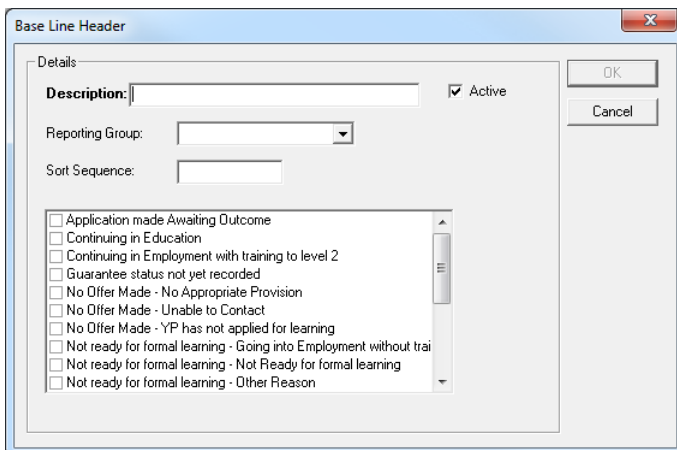 Base Line Header
Details
Description:
Active
OK
Cancel
Reporting Group:
Sort Sequence:
Application made Awaiting Outcome
Continuing in Education
Continuing in Employment with training to level 2
Guarantee status not yet recorded
No Offer Made - No Appropriate Provision
No Offer Made - Unable to Contact
No Offer Made - YP has not applied for learning
Not ready for formal learning - Going into Employment without trai
Not ready for formal learning - Not Ready for formal learning
Not ready for formal learning - Other Reason